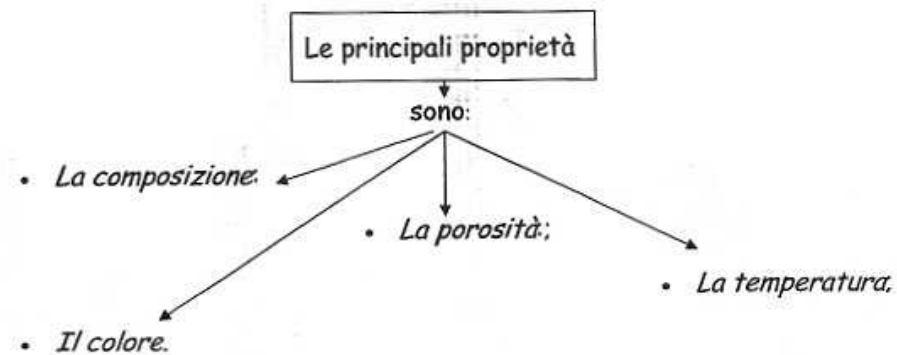 Le principali proprietà
sono:
• La composizione:
• La porosità:;
• La temperatura;
• Il colore.